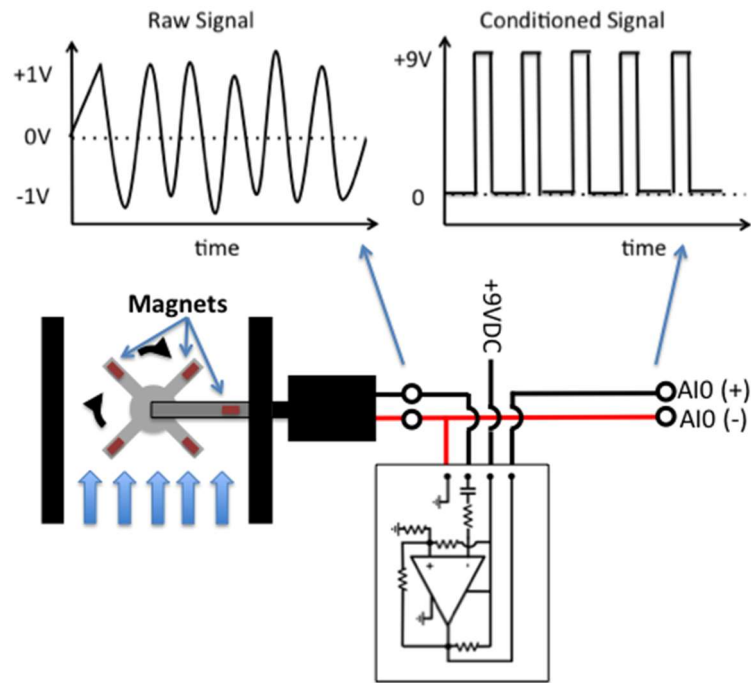 Raw Signal
Conditioned Signal
+1V
0V
-1V
time
+9V
0
time
Magnets
+9VDC
AI0 (+)
AI0 (-)
+
-